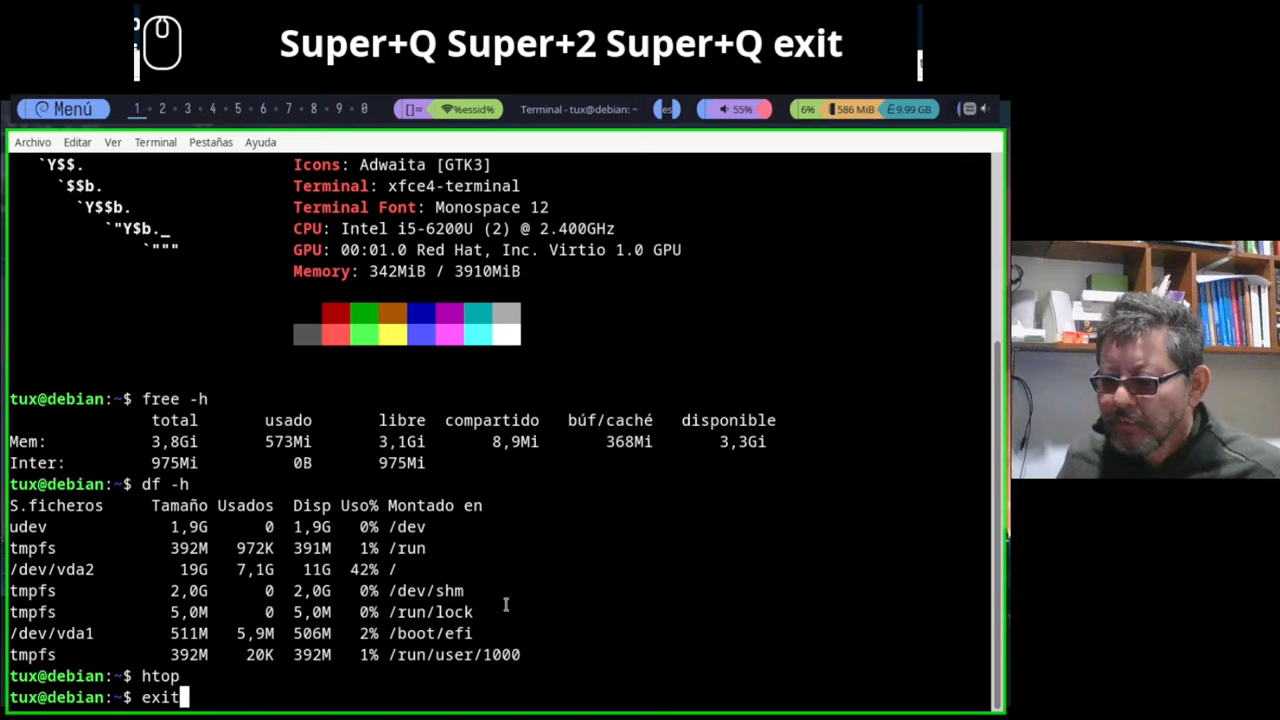 Super+Q Super+2 Super+Q exit
Menú 1 2 3 4 5 6 7 8 9 0 []= %essid% Terminal - tux@debian: ~ es 55% 6% 586 MiB 9.99 GB
Archivo Editar Ver Terminal Pestañas Ayuda
`Y$$. Icons: Adwaita [GTK3]
`$$b. Terminal: xfce4-terminal
`Y$$b. Terminal Font: Monospace 12
`"Y$b._ CPU: Intel i5-6200U (2) @ 2.400GHz
`""" GPU: 00:01.0 Red Hat, Inc. Virtio 1.0 GPU
Memory: 342MiB / 3910MiB
tux@debian:~$ free -h
total usado libre compartido búf/caché disponible
Mem: 3,8Gi 573Mi 3,1Gi 8,9Mi 368Mi 3,3Gi
Inter: 975Mi 0B 975Mi
tux@debian:~$ df -h
S.ficheros Tamaño Usados Disp Uso% Montado en
udev 1,9G 0 1,9G 0% /dev
tmpfs 392M 972K 391M 1% /run
/dev/vda2 19G 7,1G 11G 42% /
tmpfs 2,0G 0 2,0G 0% /dev/shm
tmpfs 5,0M 0 5,0M 0% /run/lock
/dev/vda1 511M 5,9M 506M 2% /boot/efi
tmpfs 392M 20K 392M 1% /run/user/1000
tux@debian:~$ htop
tux@debian:~$ exit